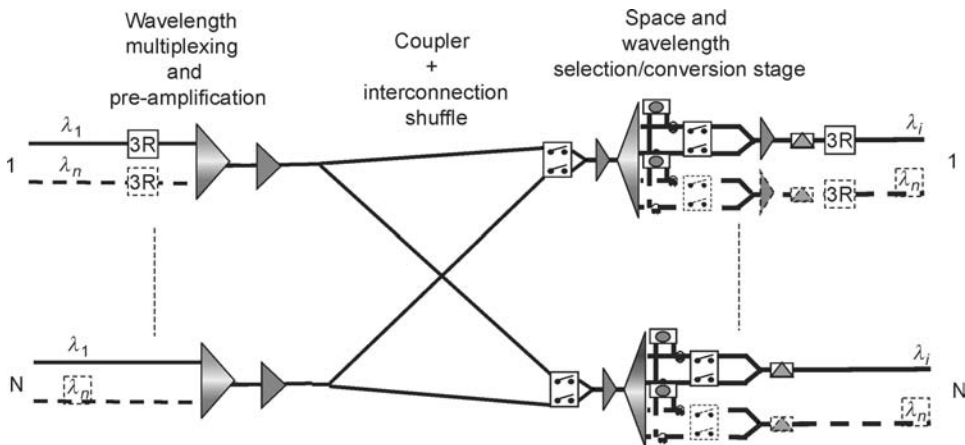 Wavelength
multiplexing
and
pre-amplification
Coupler
+
interconnection
shuffle
Space and
wavelength
selection/conversion stage
λ1
3R
λn
3R
1
3R
λi
3R
λn
1
λ1
λn
N
λi
λn
N